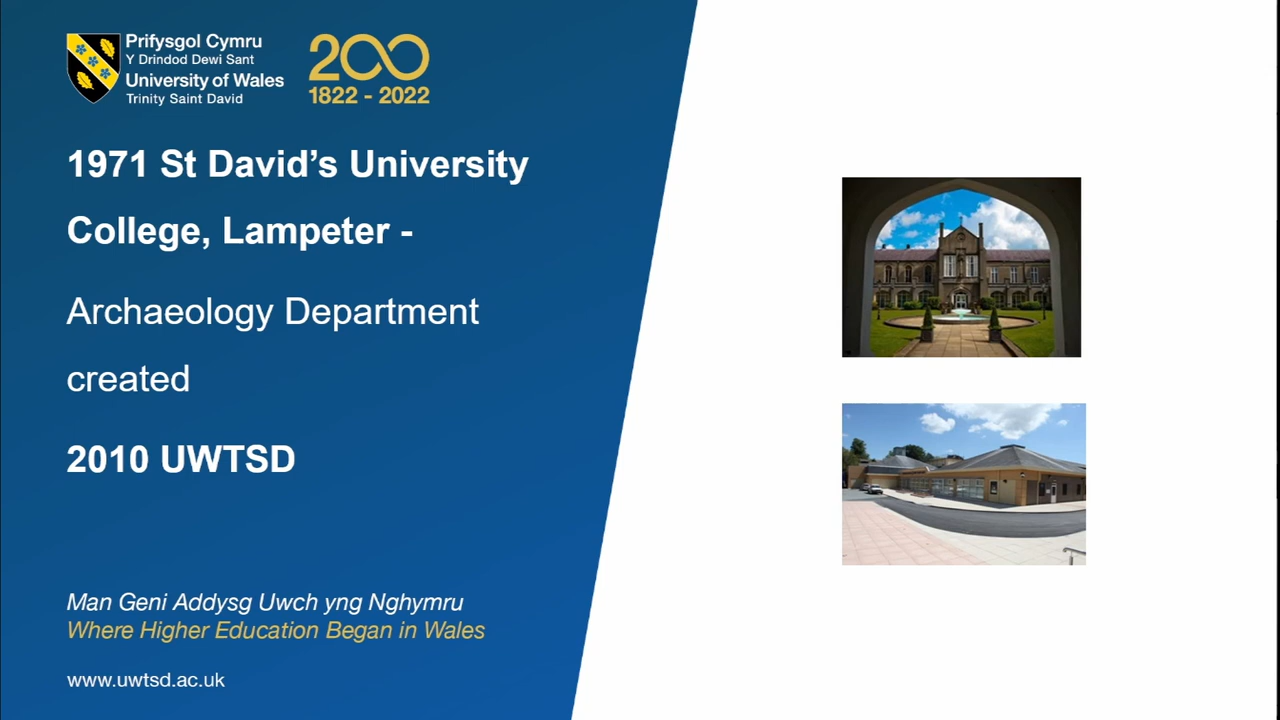 Prifysgol Cymru
Y Drindod Dewi Sant
University of Wales
Trinity Saint David
200
1822 - 2022
1971 St David’s University
College, Lampeter -
Archaeology Department
created
2010 UWTSD
Man Geni Addysg Uwch yng Nghymru
Where Higher Education Began in Wales
www.uwtsd.ac.uk